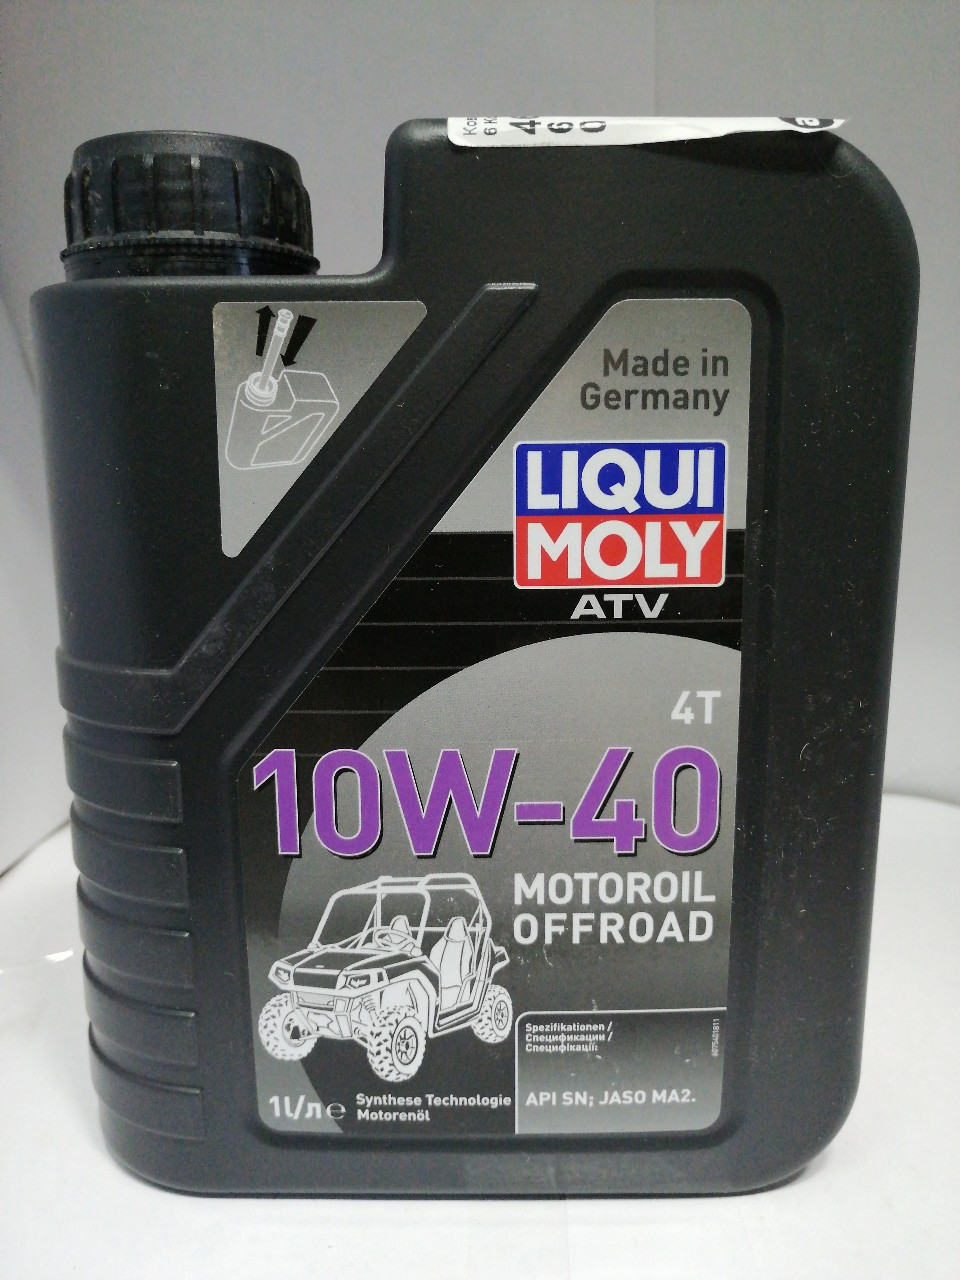 6
Made in
Germany
LIQUI
MOLY
ATV
4T
10W-40
MOTOROIL
OFFROAD
Spezifikationen /
Спецификации /
Специфікації:
API SN; JASO MA2.
1l/л e
Synthese Technologie
Motorenöl